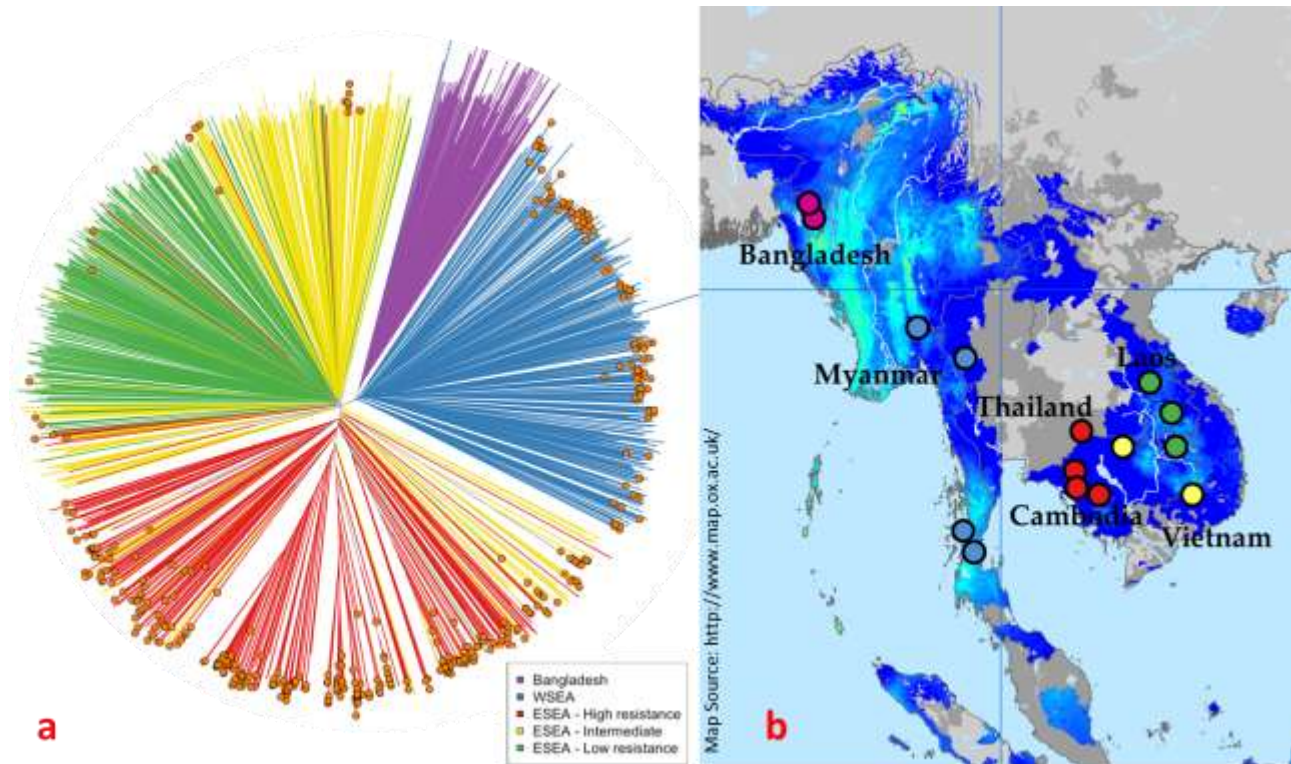 Bangladesh
WSEA
ESEA - High resistance
ESEA - Intermediate
ESEA - Low resistance
a
Bangladesh
Myanmar
Laos
Thailand
Cambodia
Vietnam
Map Source: http://www.map.ox.ac.uk/
b